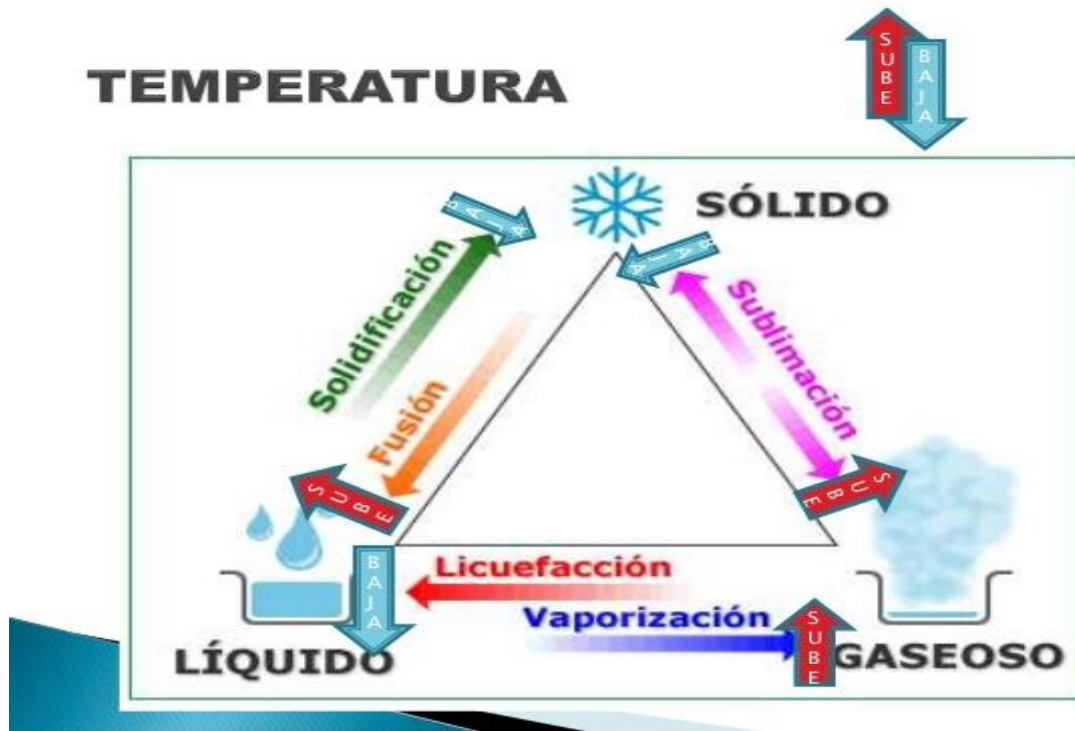 TEMPERATURA
SUBE
BAJA
SÓLIDO
BAJA
BAJA
Solidificación
Fusión
Sublimación
SUBE
SUBE
BAJA
Licuefacción
Vaporización
SUBE
LÍQUIDO
GASEOSO